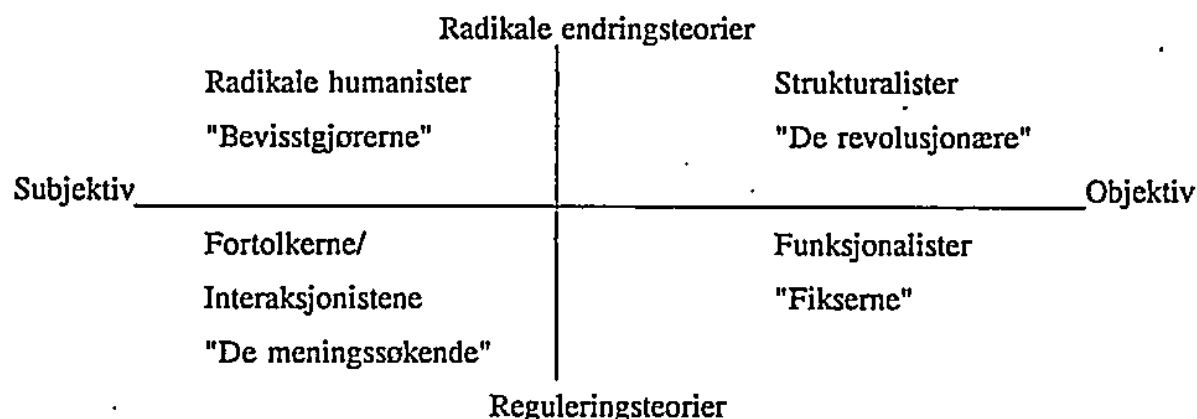 Radikale endringsteorier
Radikale humanister
"Bevisstgjørerne"
Strukturalister
"De revolusjonære"
Subjektiv
Objektiv
Fortolkerne/
Interaksjonistene
"De meningssøkende"
Funksjonalister
"Fikserne"
Reguleringsteorier